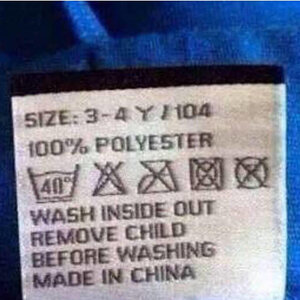 SIZE: 3-4 Y / 104
100% POLYESTER
40°
WASH INSIDE OUT
REMOVE CHILD
BEFORE WASHING
MADE IN CHINA